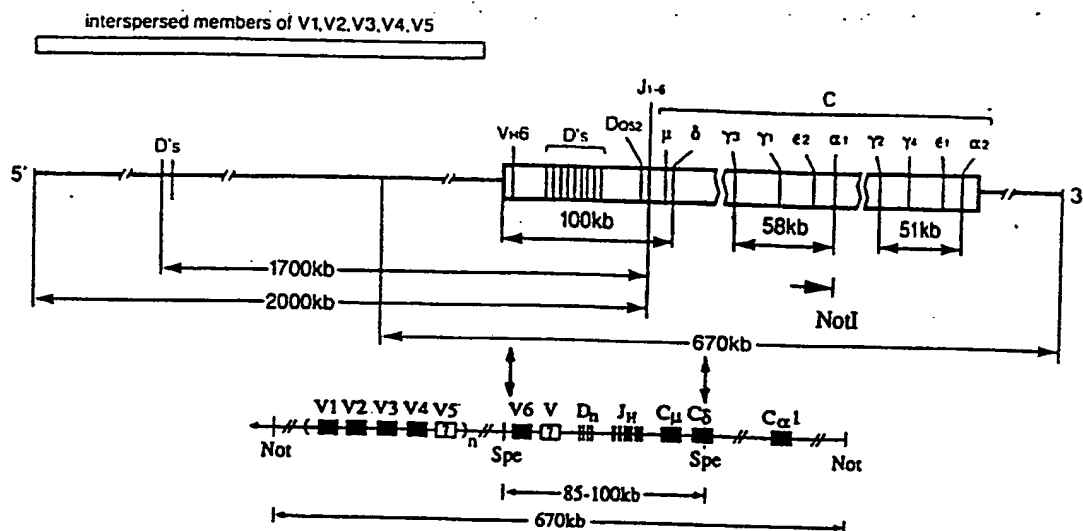 interspersed members of V1,V2,V3,V4,V5
J1-6
C
D's VH6 D's DQ52 μ δ γ3 γ1 ε2 α1 γ2 γ4 ε1 α2
5' 3
100kb 58kb 51kb
1700kb
2000kb NotI
670kb
V1 V2 V3 V4 V5 V6 V Dn JH Cμ Cδ Cα1
? n ?
Not Spe Spe Not
85-100kb
670kb